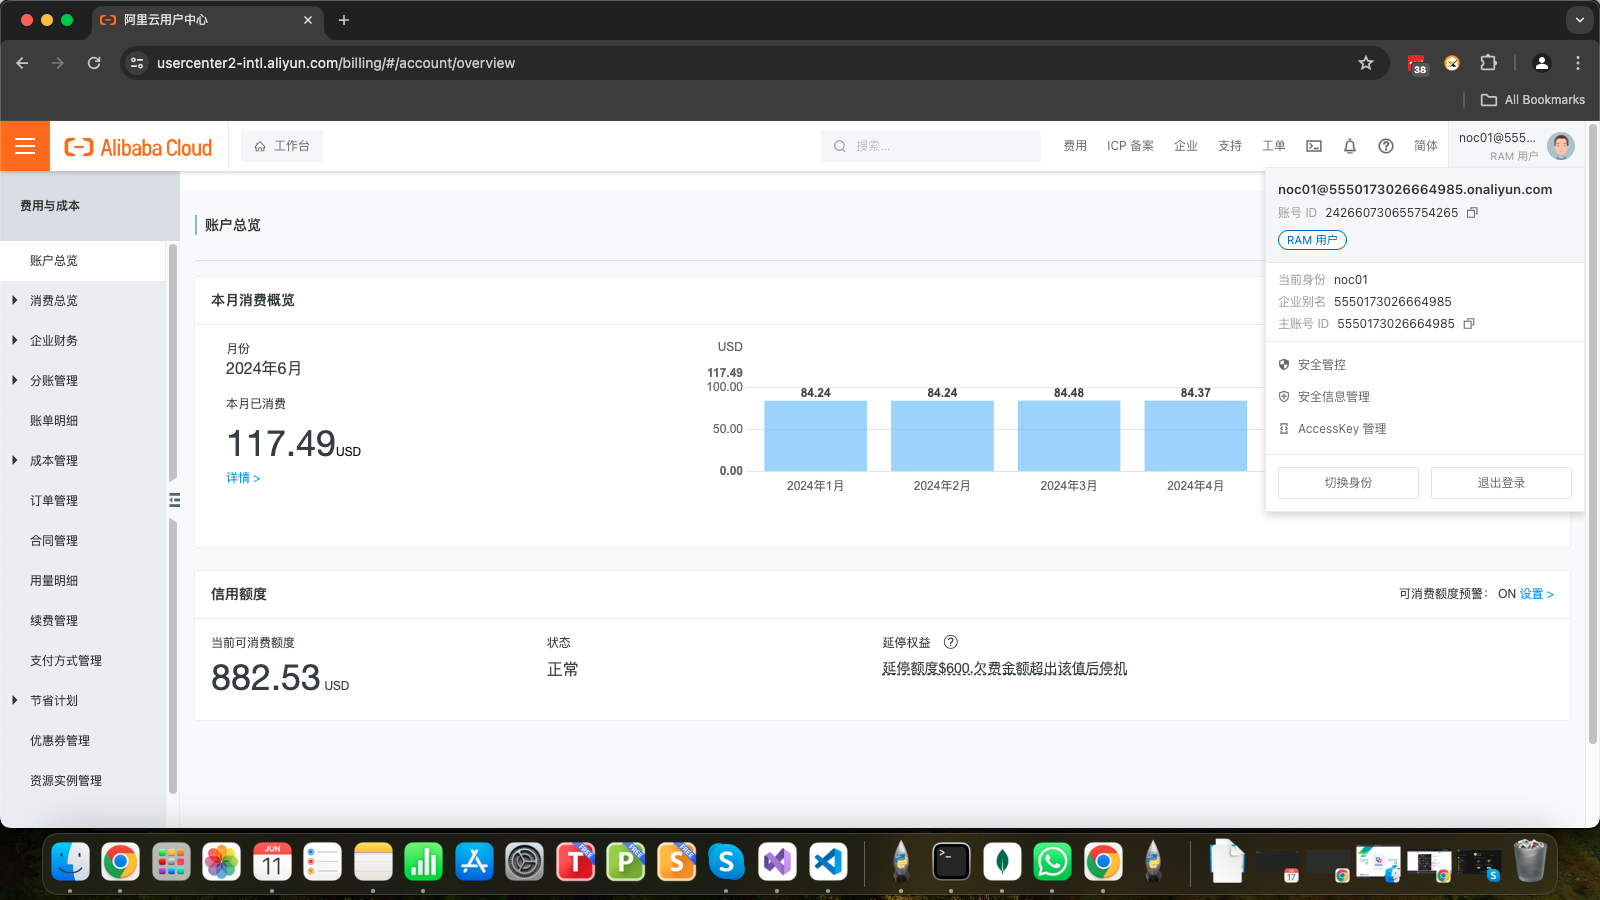 阿里云用户中心
usercenter2-intl.aliyun.com/billing/#/account/overview
38
All Bookmarks
Alibaba Cloud
工作台
搜索...
费用
ICP 备案
企业
支持
工单
简体
noc01@555...
RAM 用户
noc01@5550173026664985.onaliyun.com
账号 ID 242660730655754265
RAM 用户
当前身份 noc01
企业别名 5550173026664985
主账号 ID 5550173026664985
安全管控
安全信息管理
AccessKey 管理
切换身份
退出登录
费用与成本
账户总览
消费总览
企业财务
分账管理
账单明细
成本管理
订单管理
合同管理
用量明细
续费管理
支付方式管理
节省计划
优惠券管理
资源实例管理
账户总览
本月消费概览
月份
2024年6月
本月已消费
117.49USD
详情 >
USD
117.49
100.00
50.00
0.00
84.24
84.24
84.48
84.37
2024年1月
2024年2月
2024年3月
2024年4月
信用额度
可消费额度预警： ON 设置 >
当前可消费额度
882.53 USD
状态
正常
延停权益
延停额度$600,欠费金额超出该值后停机
JUN
11
T
FREE
P
FREE
S
FREE
17